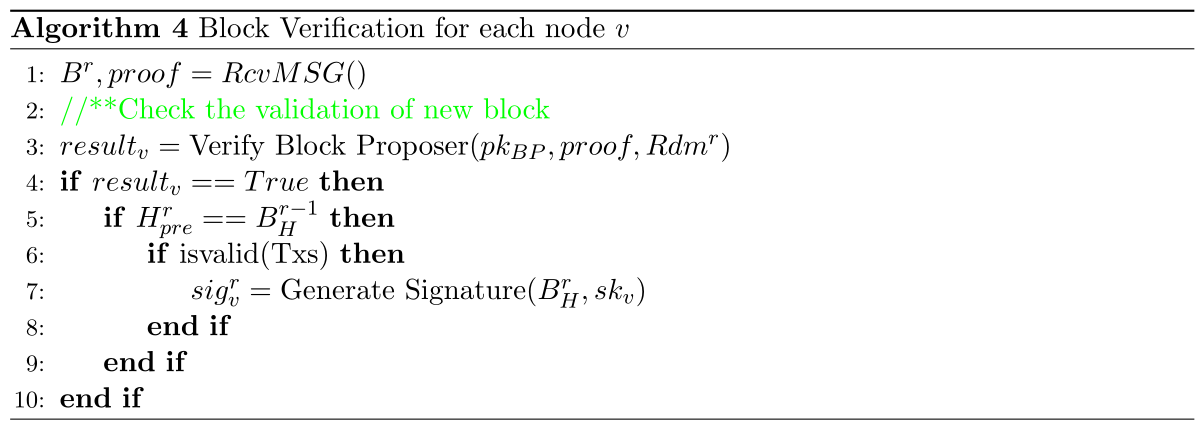 Algorithm 4 Block Verification for each node v
1: B^r, proof = RcvMSG()
2: //**Check the validation of new block
3: result_v = Verify Block Proposer(pk_BP, proof, Rdm^r)
4: if result_v == True then
5: if H^r_pre == B^{r−1}_H then
6: if isvalid(Txs) then
7: sig^r_v = Generate Signature(B^r_H, sk_v)
8: end if
9: end if
10: end if